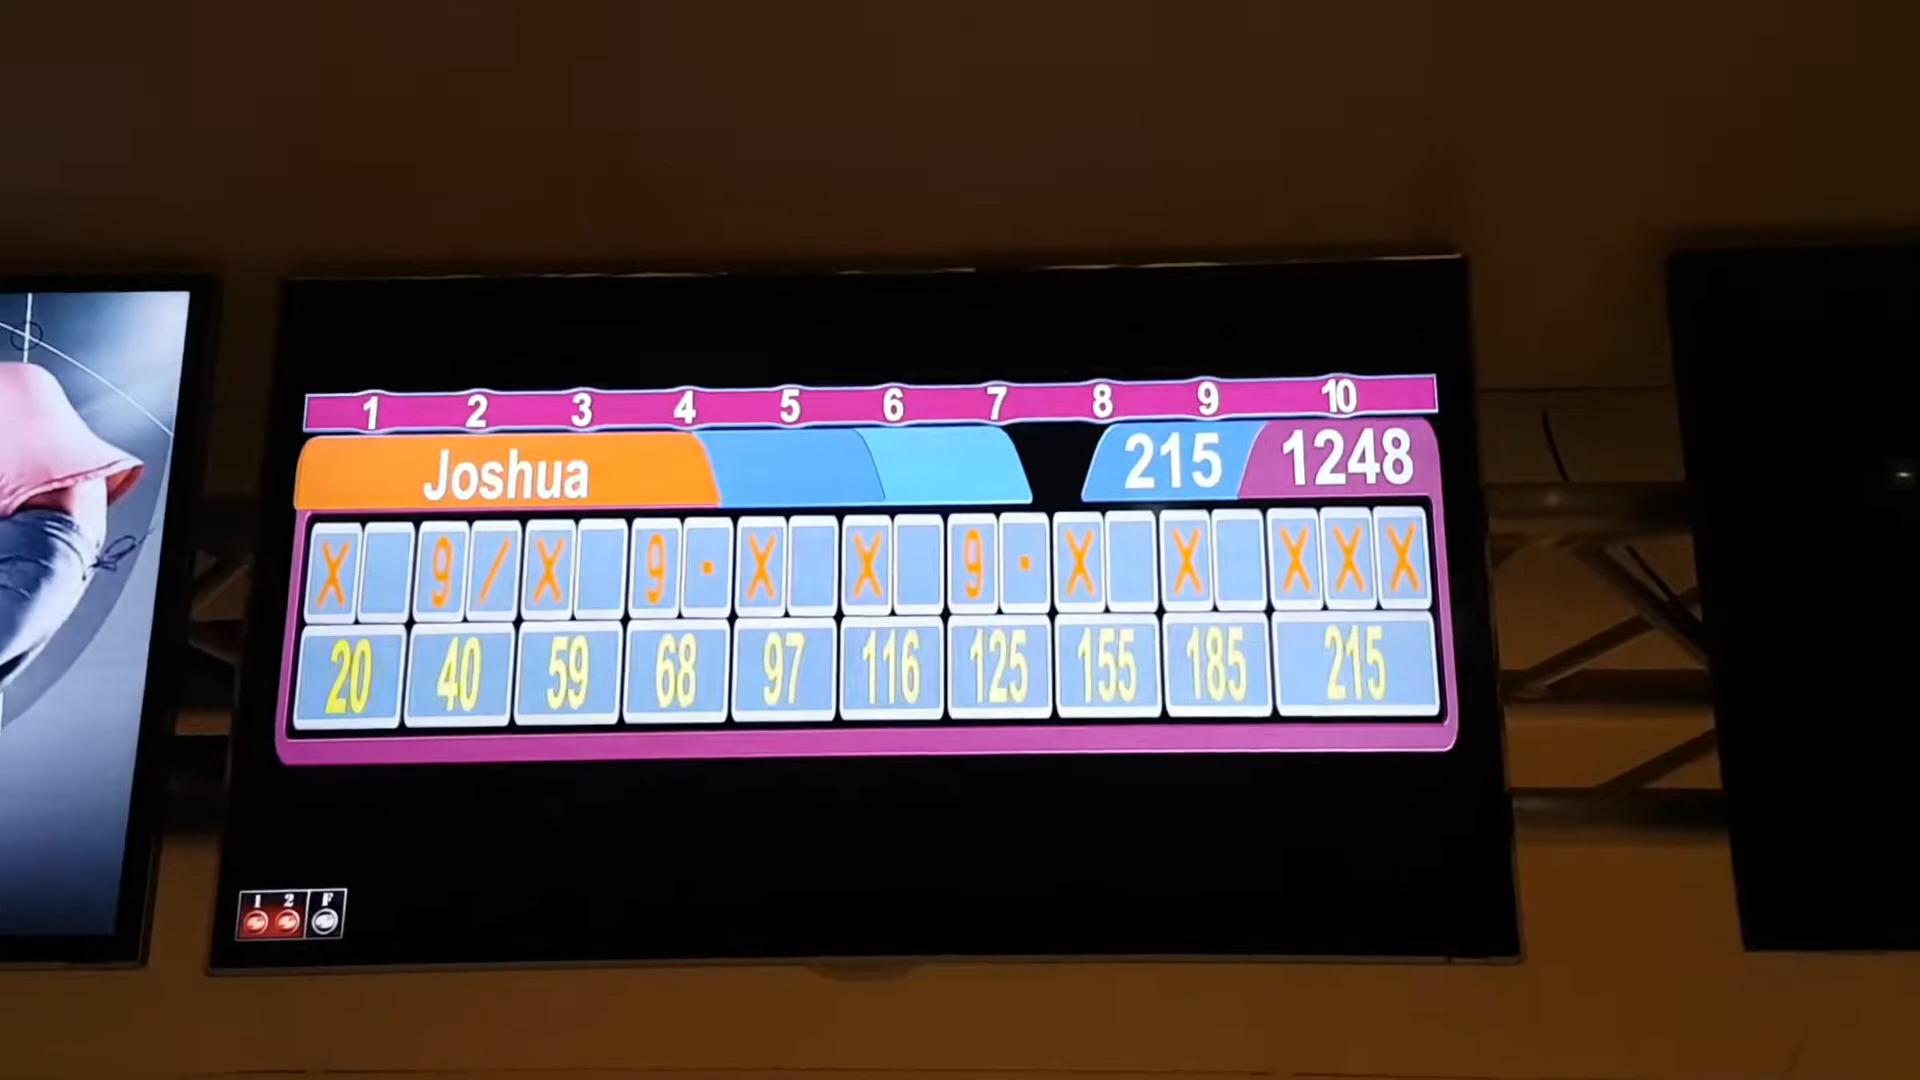 1 2 3 4 5 6 7 8 9 10
Joshua 215 1248
X 9 / X 9 · X X 9 · X X X X X
20 40 59 68 97 116 125 155 185 215
1 2 F